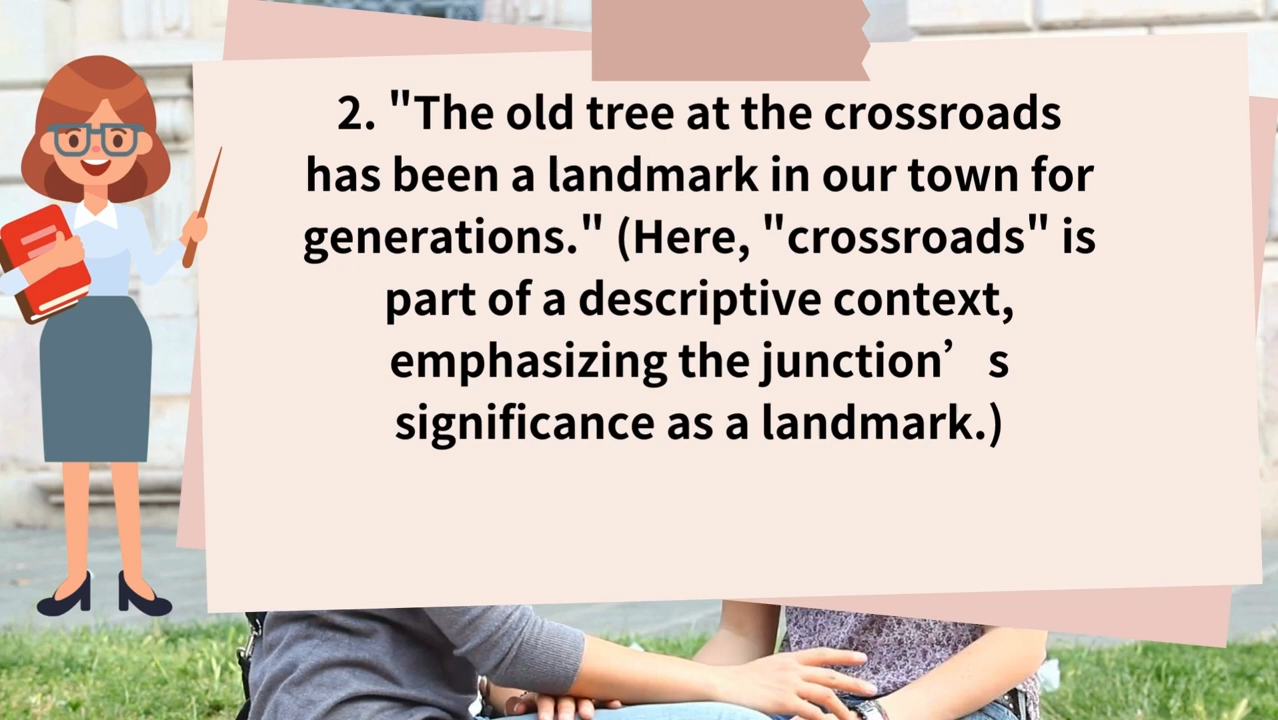 2. "The old tree at the crossroads
has been a landmark in our town for
generations." (Here, "crossroads" is
part of a descriptive context,
emphasizing the junction’s
significance as a landmark.)